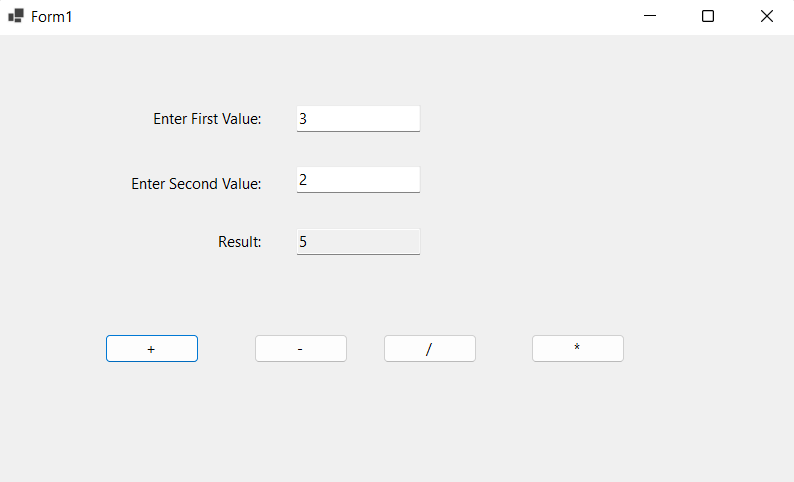 Form1
Enter First Value: 3
Enter Second Value: 2
Result: 5
+ - / *